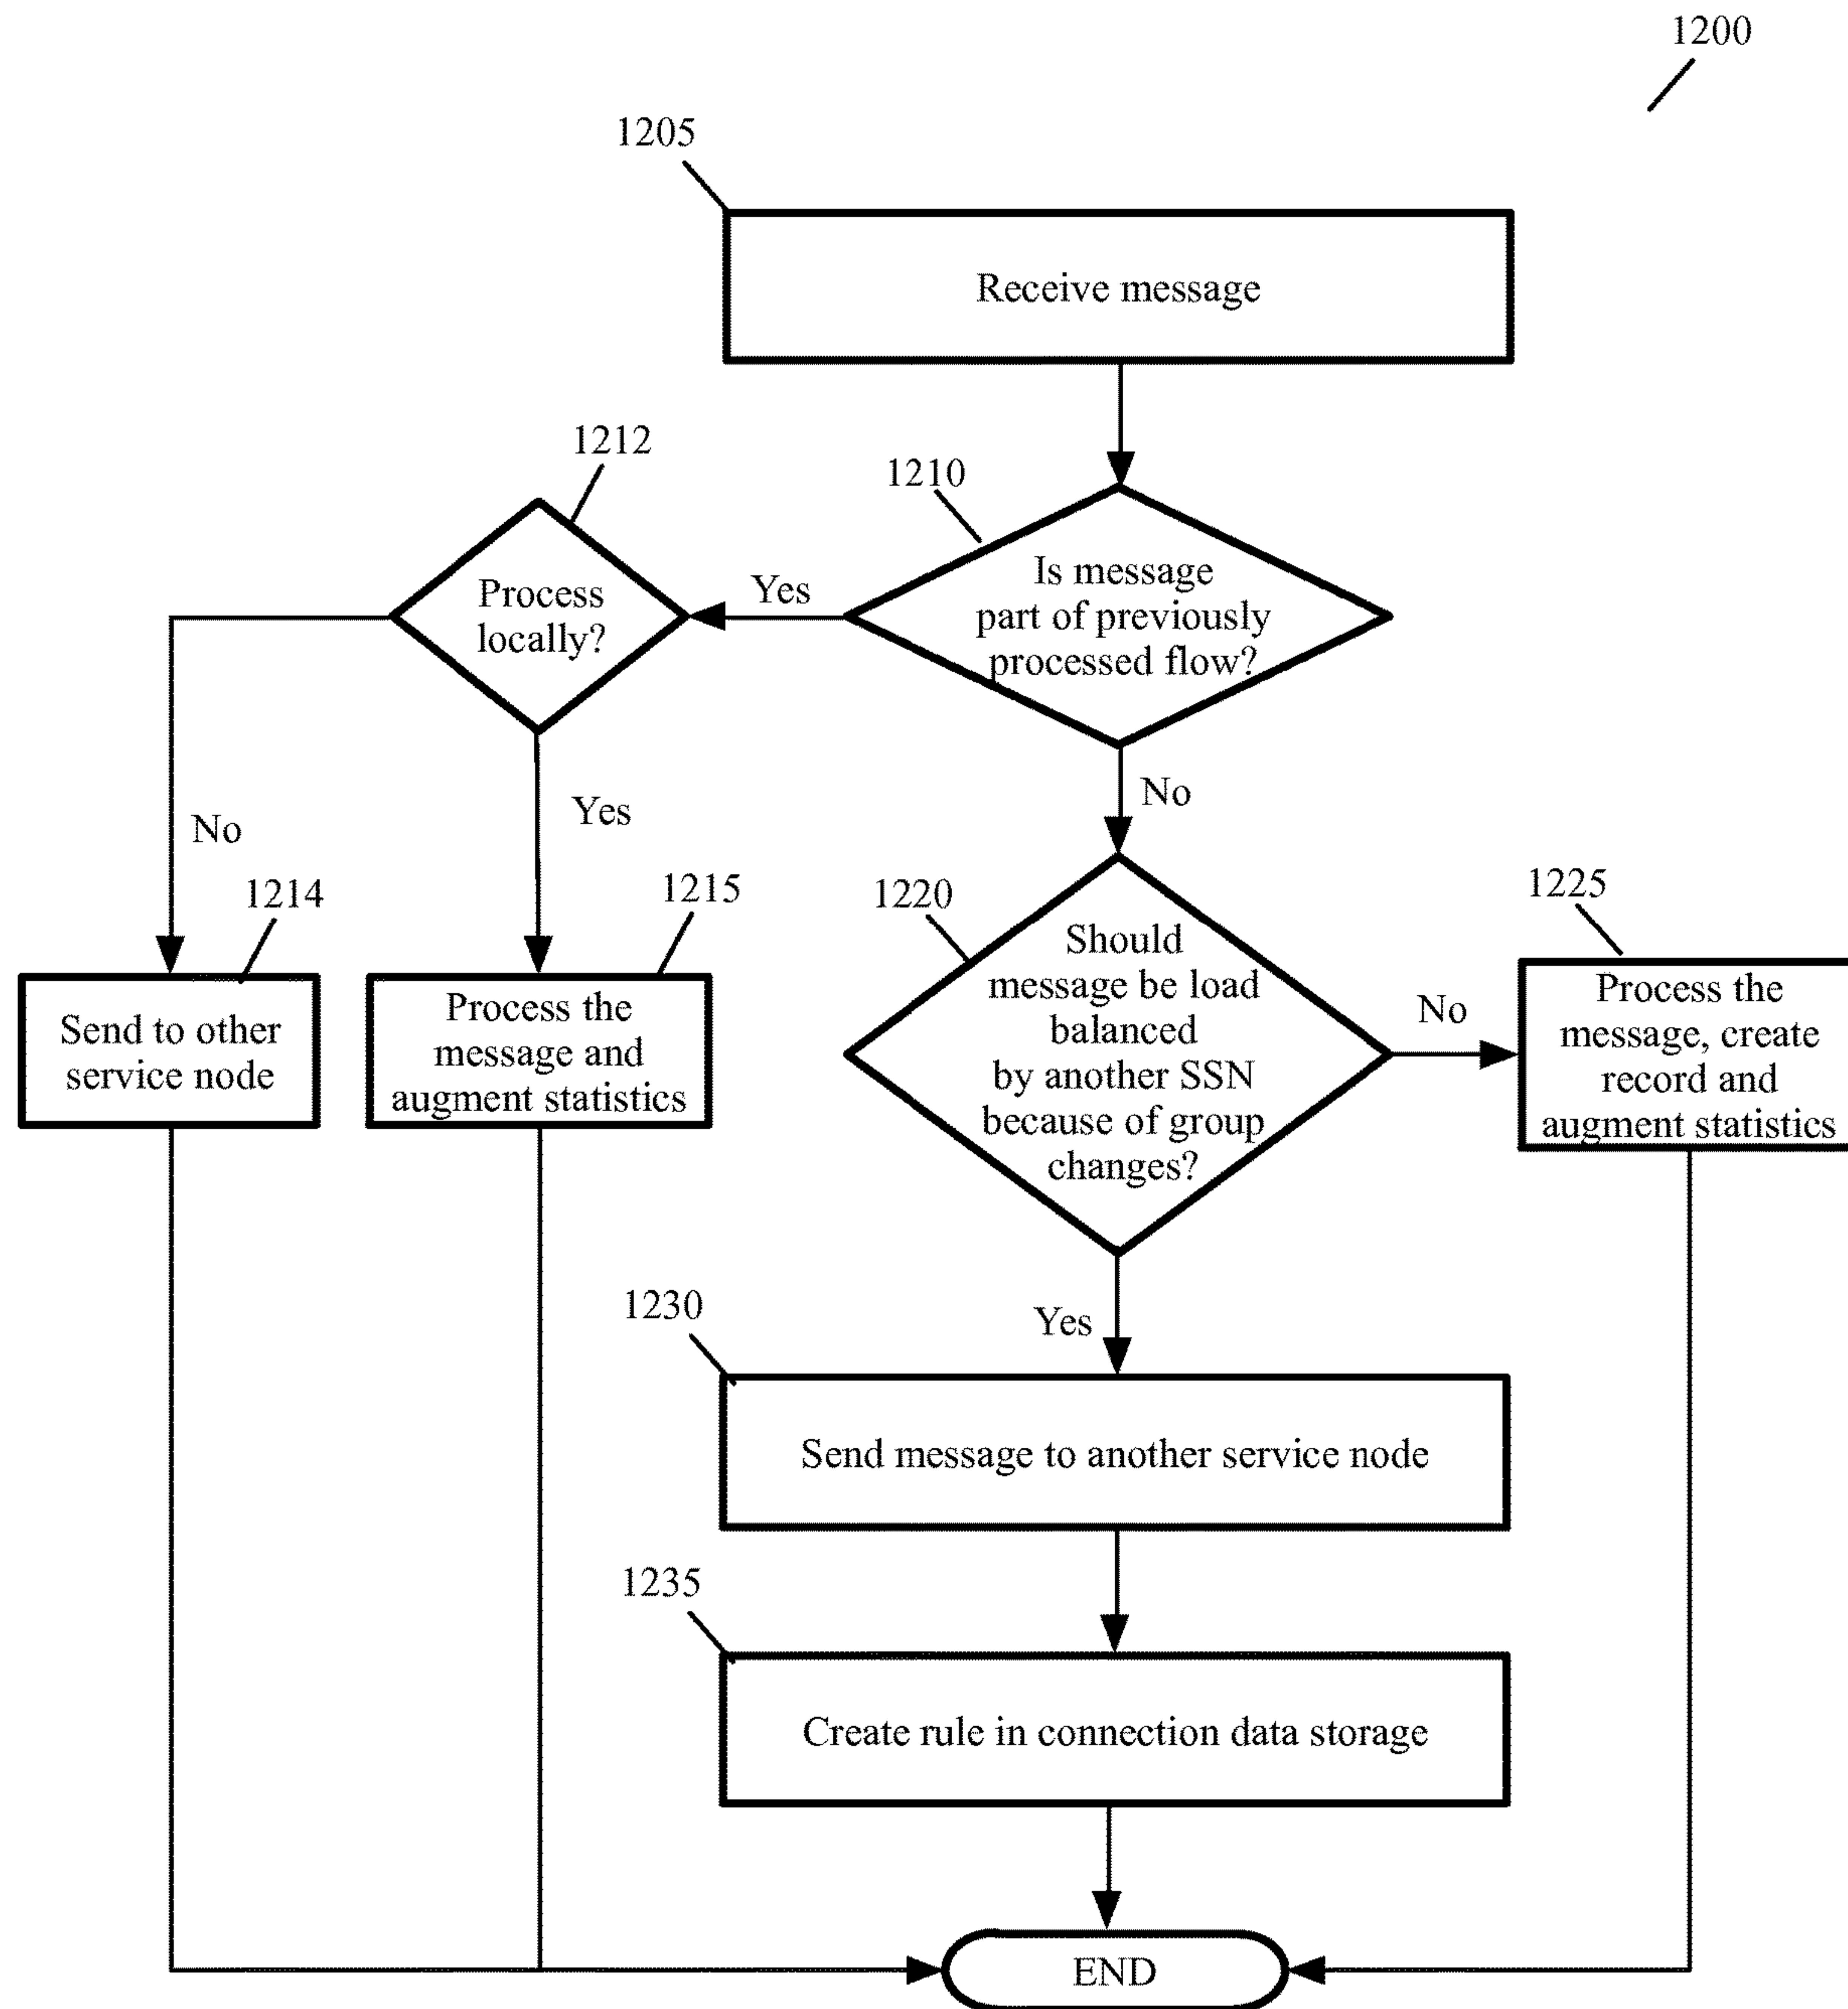 1200
1205
Receive message
1212
1210
Process
locally?
Yes
Is message
part of previously
processed flow?
No
Yes
No
1214
1215
1220
1225
Send to other
service node
Process the
message and
augment statistics
Should
message be load
balanced
by another SSN
because of group
changes?
No
Process the
message, create
record and
augment statistics
1230
Yes
Send message to another service node
1235
Create rule in connection data storage
END